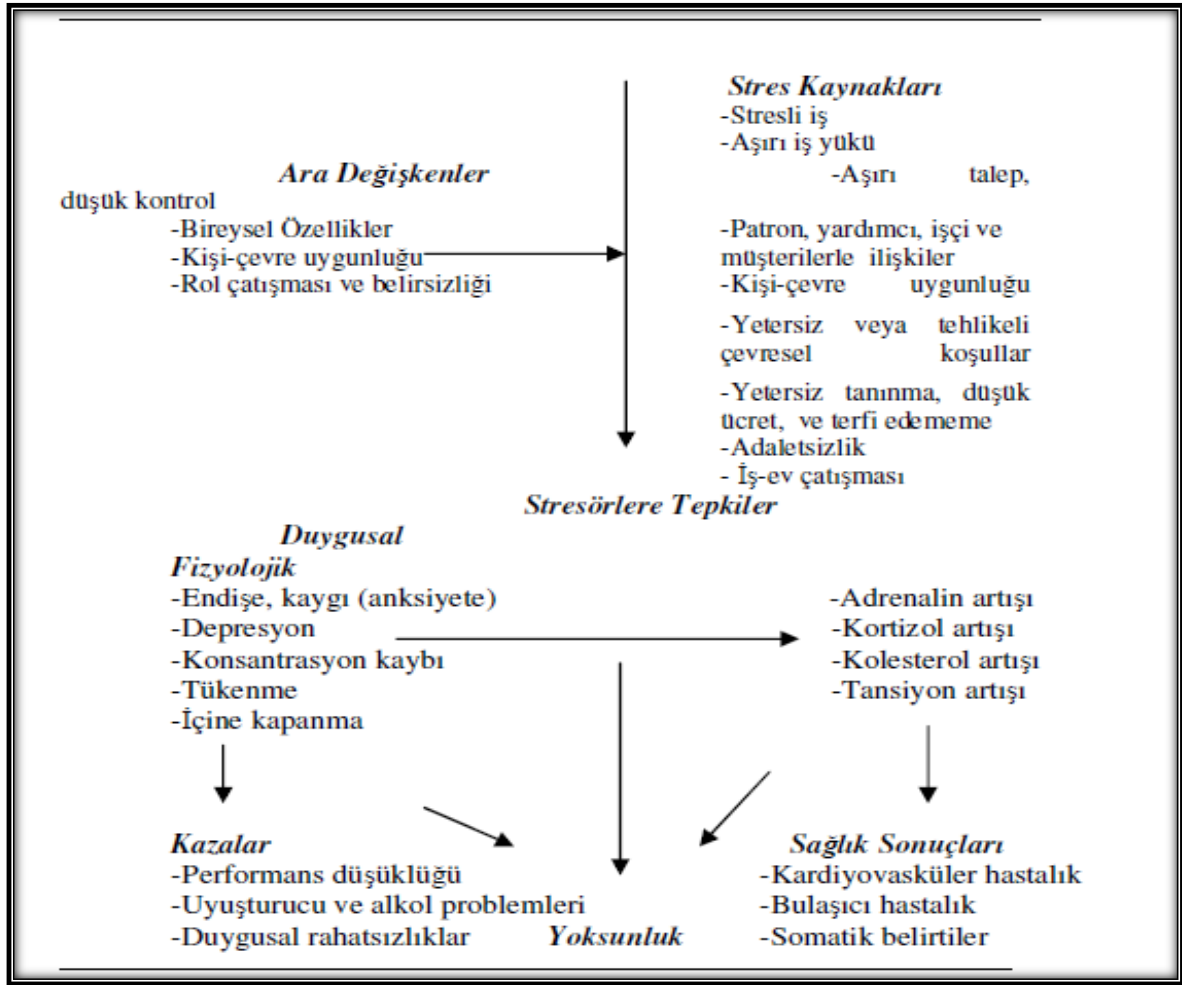 Stres Kaynakları
-Stresli iş
-Aşırı iş yükü
Ara Değişkenler -Aşırı talep,
düşük kontrol
-Bireysel Özellikler -Patron, yardımcı, işçi ve
-Kişi-çevre uygunluğu müşterilerle ilişkiler
-Rol çatışması ve belirsizliği -Kişi-çevre uygunluğu
-Yetersiz veya tehlikeli
çevresel koşullar
-Yetersiz tanınma, düşük
ücret, ve terfi edememe
-Adaletsizlik
- İş-ev çatışması
Stresörlere Tepkiler
Duygusal
Fizyolojik
-Endişe, kaygı (anksiyete) -Adrenalin artışı
-Depresyon -Kortizol artışı
-Konsantrasyon kaybı -Kolesterol artışı
-Tükenme -Tansiyon artışı
-İçine kapanma
Kazalar Sağlık Sonuçları
-Performans düşüklüğü -Kardiyovasküler hastalık
-Uyuşturucu ve alkol problemleri -Bulaşıcı hastalık
-Duygusal rahatsızlıklar Yoksunluk -Somatik belirtiler